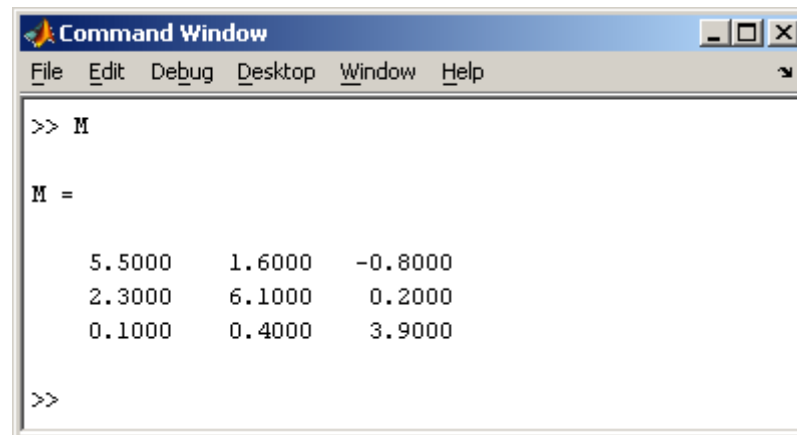 Command Window
File Edit Debug Desktop Window Help
>> M
M =
5.5000 1.6000 -0.8000
2.3000 6.1000 0.2000
0.1000 0.4000 3.9000
>>